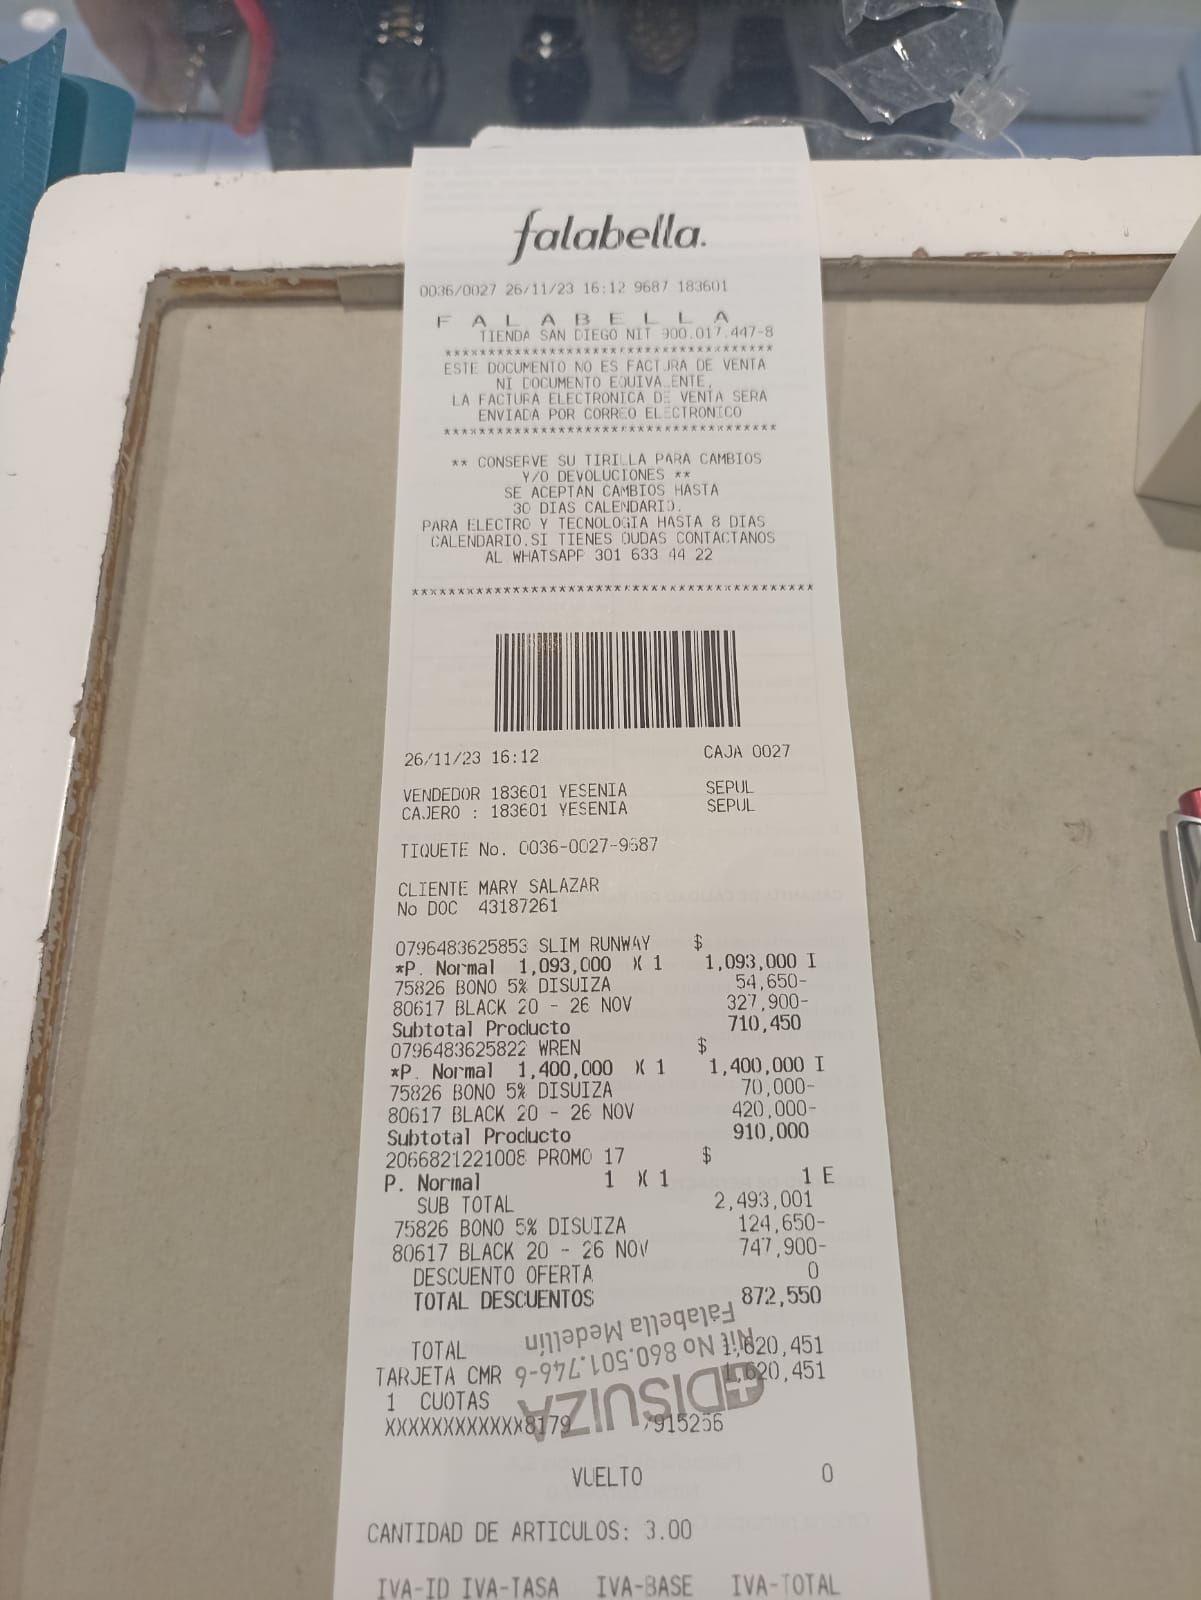 falabella.
0036/0027 26/11/23 16:12 9687 183601
F A L A B E L L A
TIENDA SAN DIEGO NIT 900.017.447-8
****************************************
ESTE DOCUMENTO NO ES FACTURA DE VENTA
NI DOCUMENTO EQUIVALENTE,
LA FACTURA ELECTRONICA DE VENTA SERA
ENVIADA POR CORREO ELECTRONICO
****************************************
** CONSERVE SU TIRILLA PARA CAMBIOS
Y/O DEVOLUCIONES **
SE ACEPTAN CAMBIOS HASTA
30 DIAS CALENDARIO.
PARA ELECTRO Y TECNOLOGIA HASTA 8 DIAS
CALENDARIO.SI TIENES DUDAS CONTACTANOS
AL WHATSAPP 301 633 44 22
********************************************
26/11/23 16:12 CAJA 0027
VENDEDOR 183601 YESENIA SEPUL
CAJERO : 183601 YESENIA SEPUL
TIQUETE No. 0036-0027-9687
CLIENTE MARY SALAZAR
No DOC 43187261
0796483625853 SLIM RUNWAY $
*P. Normal 1,093,000 X 1 1,093,000 I
75826 BONO 5% DISUIZA 54,650-
80617 BLACK 20 - 26 NOV 327,900-
Subtotal Producto 710,450
0796483625822 WREN $
*P. Normal 1,400,000 X 1 1,400,000 I
75826 BONO 5% DISUIZA 70,000-
80617 BLACK 20 - 26 NOV 420,000-
Subtotal Producto 910,000
2066821221008 PROMO 17 $
P. Normal 1 X 1 1 E
SUB TOTAL 2,493,001
75826 BONO 5% DISUIZA 124,650-
80617 BLACK 20 - 26 NOV 747,900-
DESCUENTO OFERTA 0
TOTAL DESCUENTOS 872,550
TOTAL 1,620,451
TARJETA CMR 1,620,451
1 CUOTAS
XXXXXXXXXXXX8179 7915256
DISUIZA
Nit No 860.501.746-6
Falabella Medellín
VUELTO 0
CANTIDAD DE ARTICULOS: 3.00
IVA-ID IVA-TASA IVA-BASE IVA-TOTAL